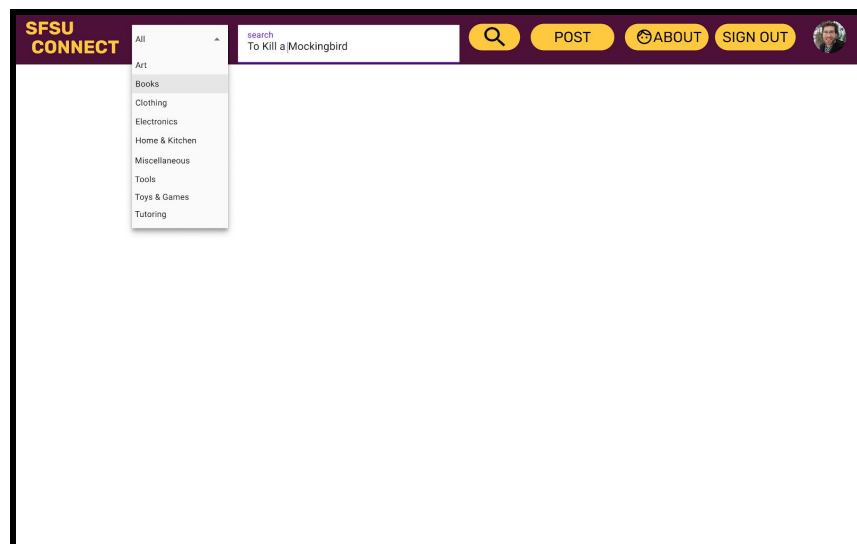 SFSU
CONNECT
All
search
To Kill a Mockingbird
POST
ABOUT
SIGN OUT
Art
Books
Clothing
Electronics
Home & Kitchen
Miscellaneous
Tools
Toys & Games
Tutoring